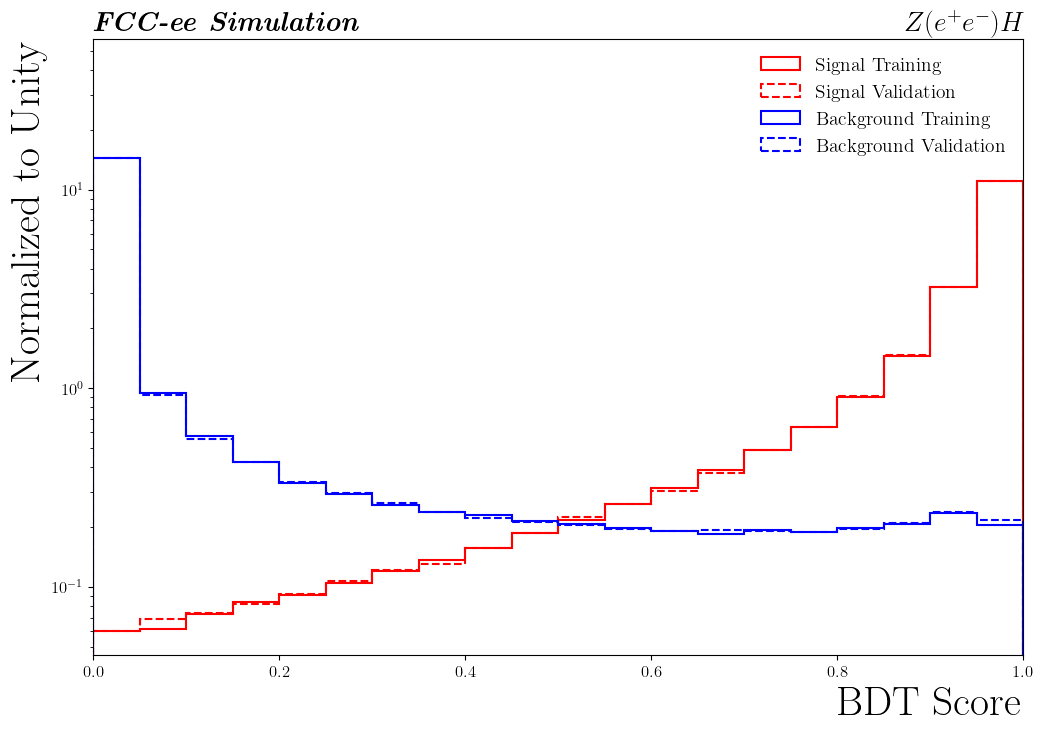 FCC-ee Simulation
Z(e⁺e⁻)H
Normalized to Unity
Signal Training
Signal Validation
Background Training
Background Validation
10¹
10⁰
10⁻¹
0.0 0.2 0.4 0.6 0.8 1.0
BDT Score